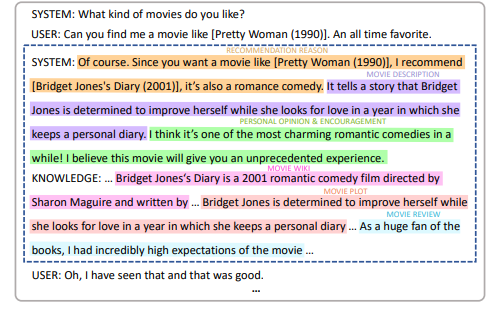 SYSTEM: What kind of movies do you like?
USER: Can you find me a movie like [Pretty Woman (1990)]. An all time favorite.
RECOMMENDATION REASON
SYSTEM: Of course. Since you want a movie like [Pretty Woman (1990)], I recommend
[Bridget Jones's Diary (2001)], it's also a romance comedy. It tells a story that Bridget
MOVIE DESCRIPTION
Jones is determined to improve herself while she looks for love in a year in which she
PERSONAL OPINION & ENCOURAGEMENT
keeps a personal diary. I think it's one of the most charming romantic comedies in a
while! I believe this movie will give you an unprecedented experience.
MOVIE WIKI
KNOWLEDGE: ... Bridget Jones's Diary is a 2001 romantic comedy film directed by
MOVIE PLOT
Sharon Maguire and written by ... Bridget Jones is determined to improve herself while
MOVIE REVIEW
she looks for love in a year in which she keeps a personal diary ... As a huge fan of the
books, I had incredibly high expectations of the movie ...
USER: Oh, I have seen that and that was good.
...